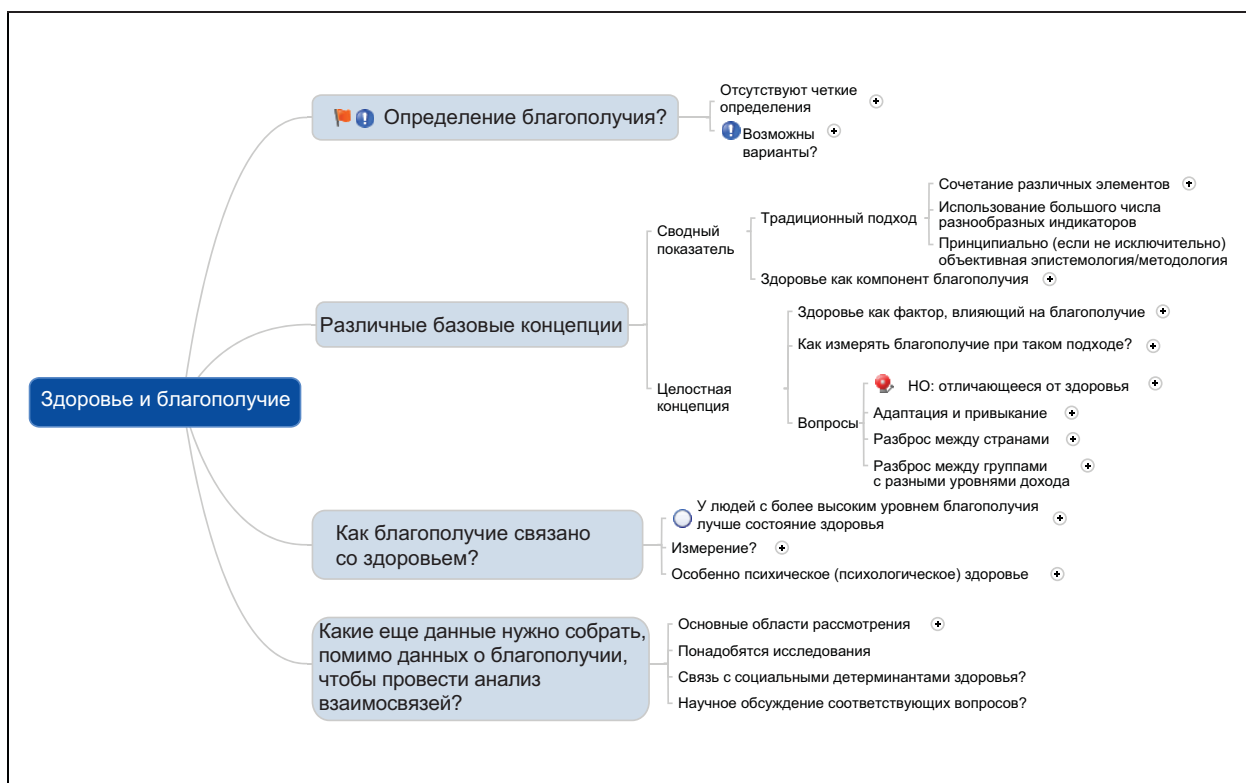 Здоровье и благополучие
Определение благополучия?
Отсутствуют четкие
определения
Возможны
варианты?
Различные базовые концепции
Сводный
показатель
Традиционный подход
Сочетание различных элементов
Использование большого числа
разнообразных индикаторов
Принципиально (если не исключительно)
объективная эпистемология/методология
Здоровье как компонент благополучия
Целостная
концепция
Здоровье как фактор, влияющий на благополучие
Как измерять благополучие при таком подходе?
Вопросы
НО: отличающееся от здоровья
Адаптация и привыкание
Разброс между странами
Разброс между группами
с разными уровнями дохода
Как благополучие связано
со здоровьем?
У людей с более высоким уровнем благополучия
лучше состояние здоровья
Измерение?
Особенно психическое (психологическое) здоровье
Какие еще данные нужно собрать,
помимо данных о благополучии,
чтобы провести анализ
взаимосвязей?
Основные области рассмотрения
Понадобятся исследования
Связь с социальными детерминантами здоровья?
Научное обсуждение соответствующих вопросов?